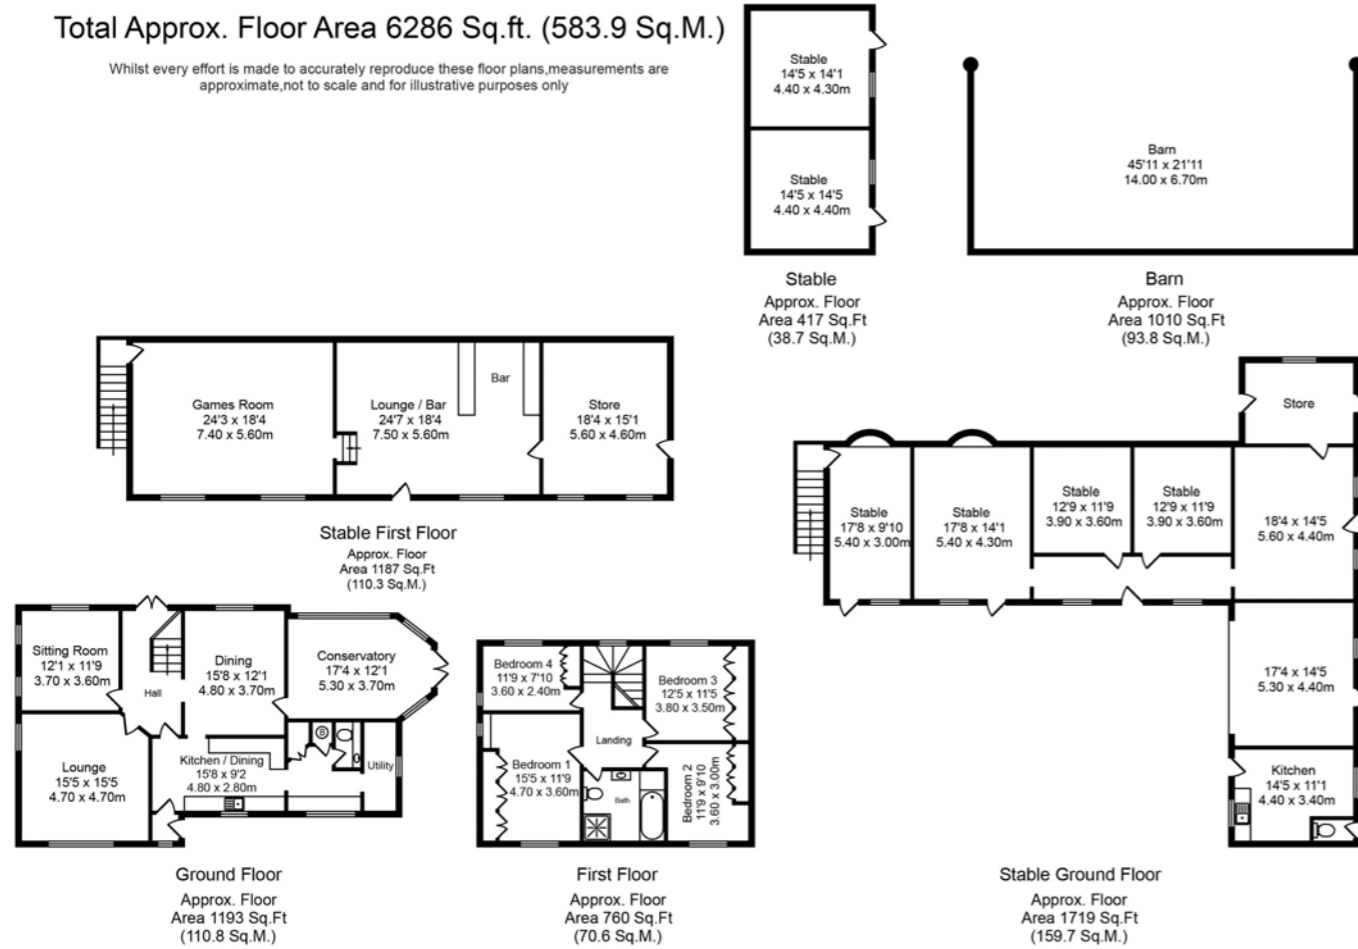 Total Approx. Floor Area 6286 Sq.ft. (583.9 Sq.M.)
Whilst every effort is made to accurately reproduce these floor plans,measurements are
approximate,not to scale and for illustrative purposes only
Stable
14'5 x 14'1
4.40 x 4.30m
Stable
14'5 x 14'5
4.40 x 4.40m
Stable
Approx. Floor
Area 417 Sq.Ft
(38.7 Sq.M.)
Barn
45'11 x 21'11
14.00 x 6.70m
Barn
Approx. Floor
Area 1010 Sq.Ft
(93.8 Sq.M.)
Games Room
24'3 x 18'4
7.40 x 5.60m
Lounge / Bar
24'7 x 18'4
7.50 x 5.60m
Bar
Store
18'4 x 15'1
5.60 x 4.60m
Stable First Floor
Approx. Floor
Area 1187 Sq.Ft
(110.3 Sq.M.)
Store
Stable
17'8 x 9'10
5.40 x 3.00m
Stable
17'8 x 14'1
5.40 x 4.30m
Stable
12'9 x 11'9
3.90 x 3.60m
Stable
12'9 x 11'9
3.90 x 3.60m
18'4 x 14'5
5.60 x 4.40m
17'4 x 14'5
5.30 x 4.40m
Kitchen
14'5 x 11'1
4.40 x 3.40m
Stable Ground Floor
Approx. Floor
Area 1719 Sq.Ft
(159.7 Sq.M.)
Sitting Room
12'1 x 11'9
3.70 x 3.60m
Hall
Dining
15'8 x 12'1
4.80 x 3.70m
Conservatory
17'4 x 12'1
5.30 x 3.70m
Lounge
15'5 x 15'5
4.70 x 4.70m
Kitchen / Dining
15'8 x 9'2
4.80 x 2.80m
B
Utility
Ground Floor
Approx. Floor
Area 1193 Sq.Ft
(110.8 Sq.M.)
Bedroom 4
11'9 x 7'10
3.60 x 2.40m
Bedroom 3
12'5 x 11'5
3.80 x 3.50m
Landing
Bedroom 1
15'5 x 11'9
4.70 x 3.60m
Bath
Bedroom 2
11'9 x 9'10
3.60 x 3.00m
First Floor
Approx. Floor
Area 760 Sq.Ft
(70.6 Sq.M.)